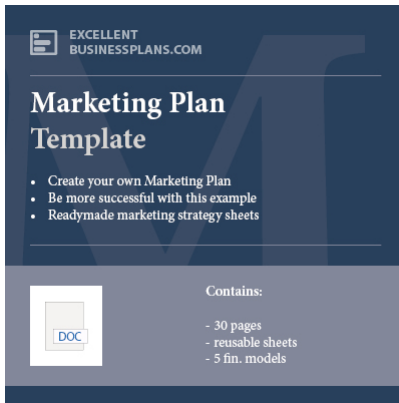 EXCELLENT
BUSINESSPLANS.COM
Marketing Plan
Template
• Create your own Marketing Plan
• Be more successful with this example
• Readymade marketing strategy sheets
DOC
Contains:
- 30 pages
- reusable sheets
- 5 fin. models